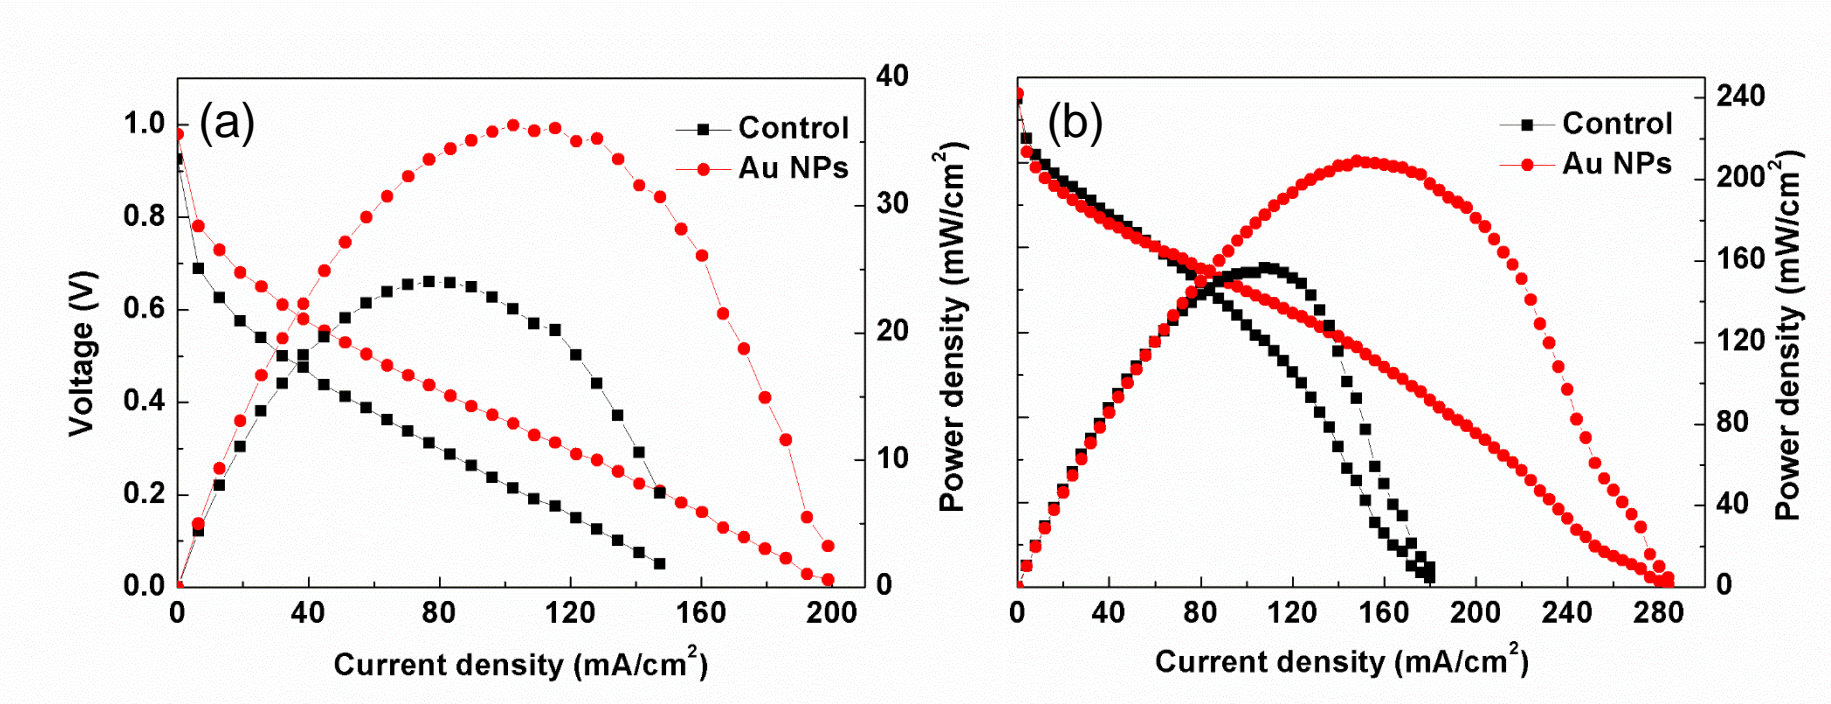 (a)
Control
Au NPs
1.0
0.8
0.6
0.4
0.2
0.0
Voltage (V)
40
30
20
10
0
Power density (mW/cm²)
0 40 80 120 160 200
Current density (mA/cm²)
(b)
Control
Au NPs
240
200
160
120
80
40
0
Power density (mW/cm²)
0 40 80 120 160 200 240 280
Current density (mA/cm²)